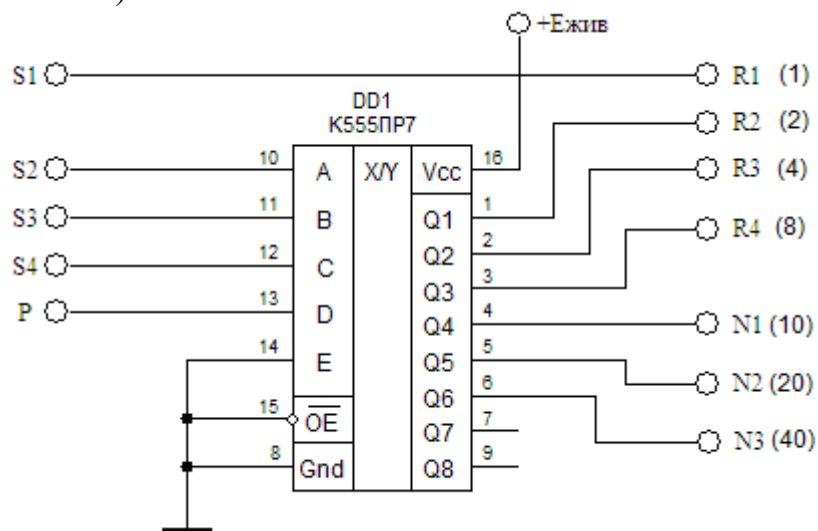 )
+Eжив
S1
R1 (1)
DD1
К555ПР7
R2 (2)
S2
10
A
X/Y
Vcc
16
R3 (4)
S3
11
B
Q1
1
R4 (8)
S4
12
C
Q2
2
P
13
D
Q3
3
N1 (10)
14
E
Q4
4
Q5
5
N2 (20)
15
OE
Q6
6
Q7
7
N3 (40)
8
Gnd
Q8
9